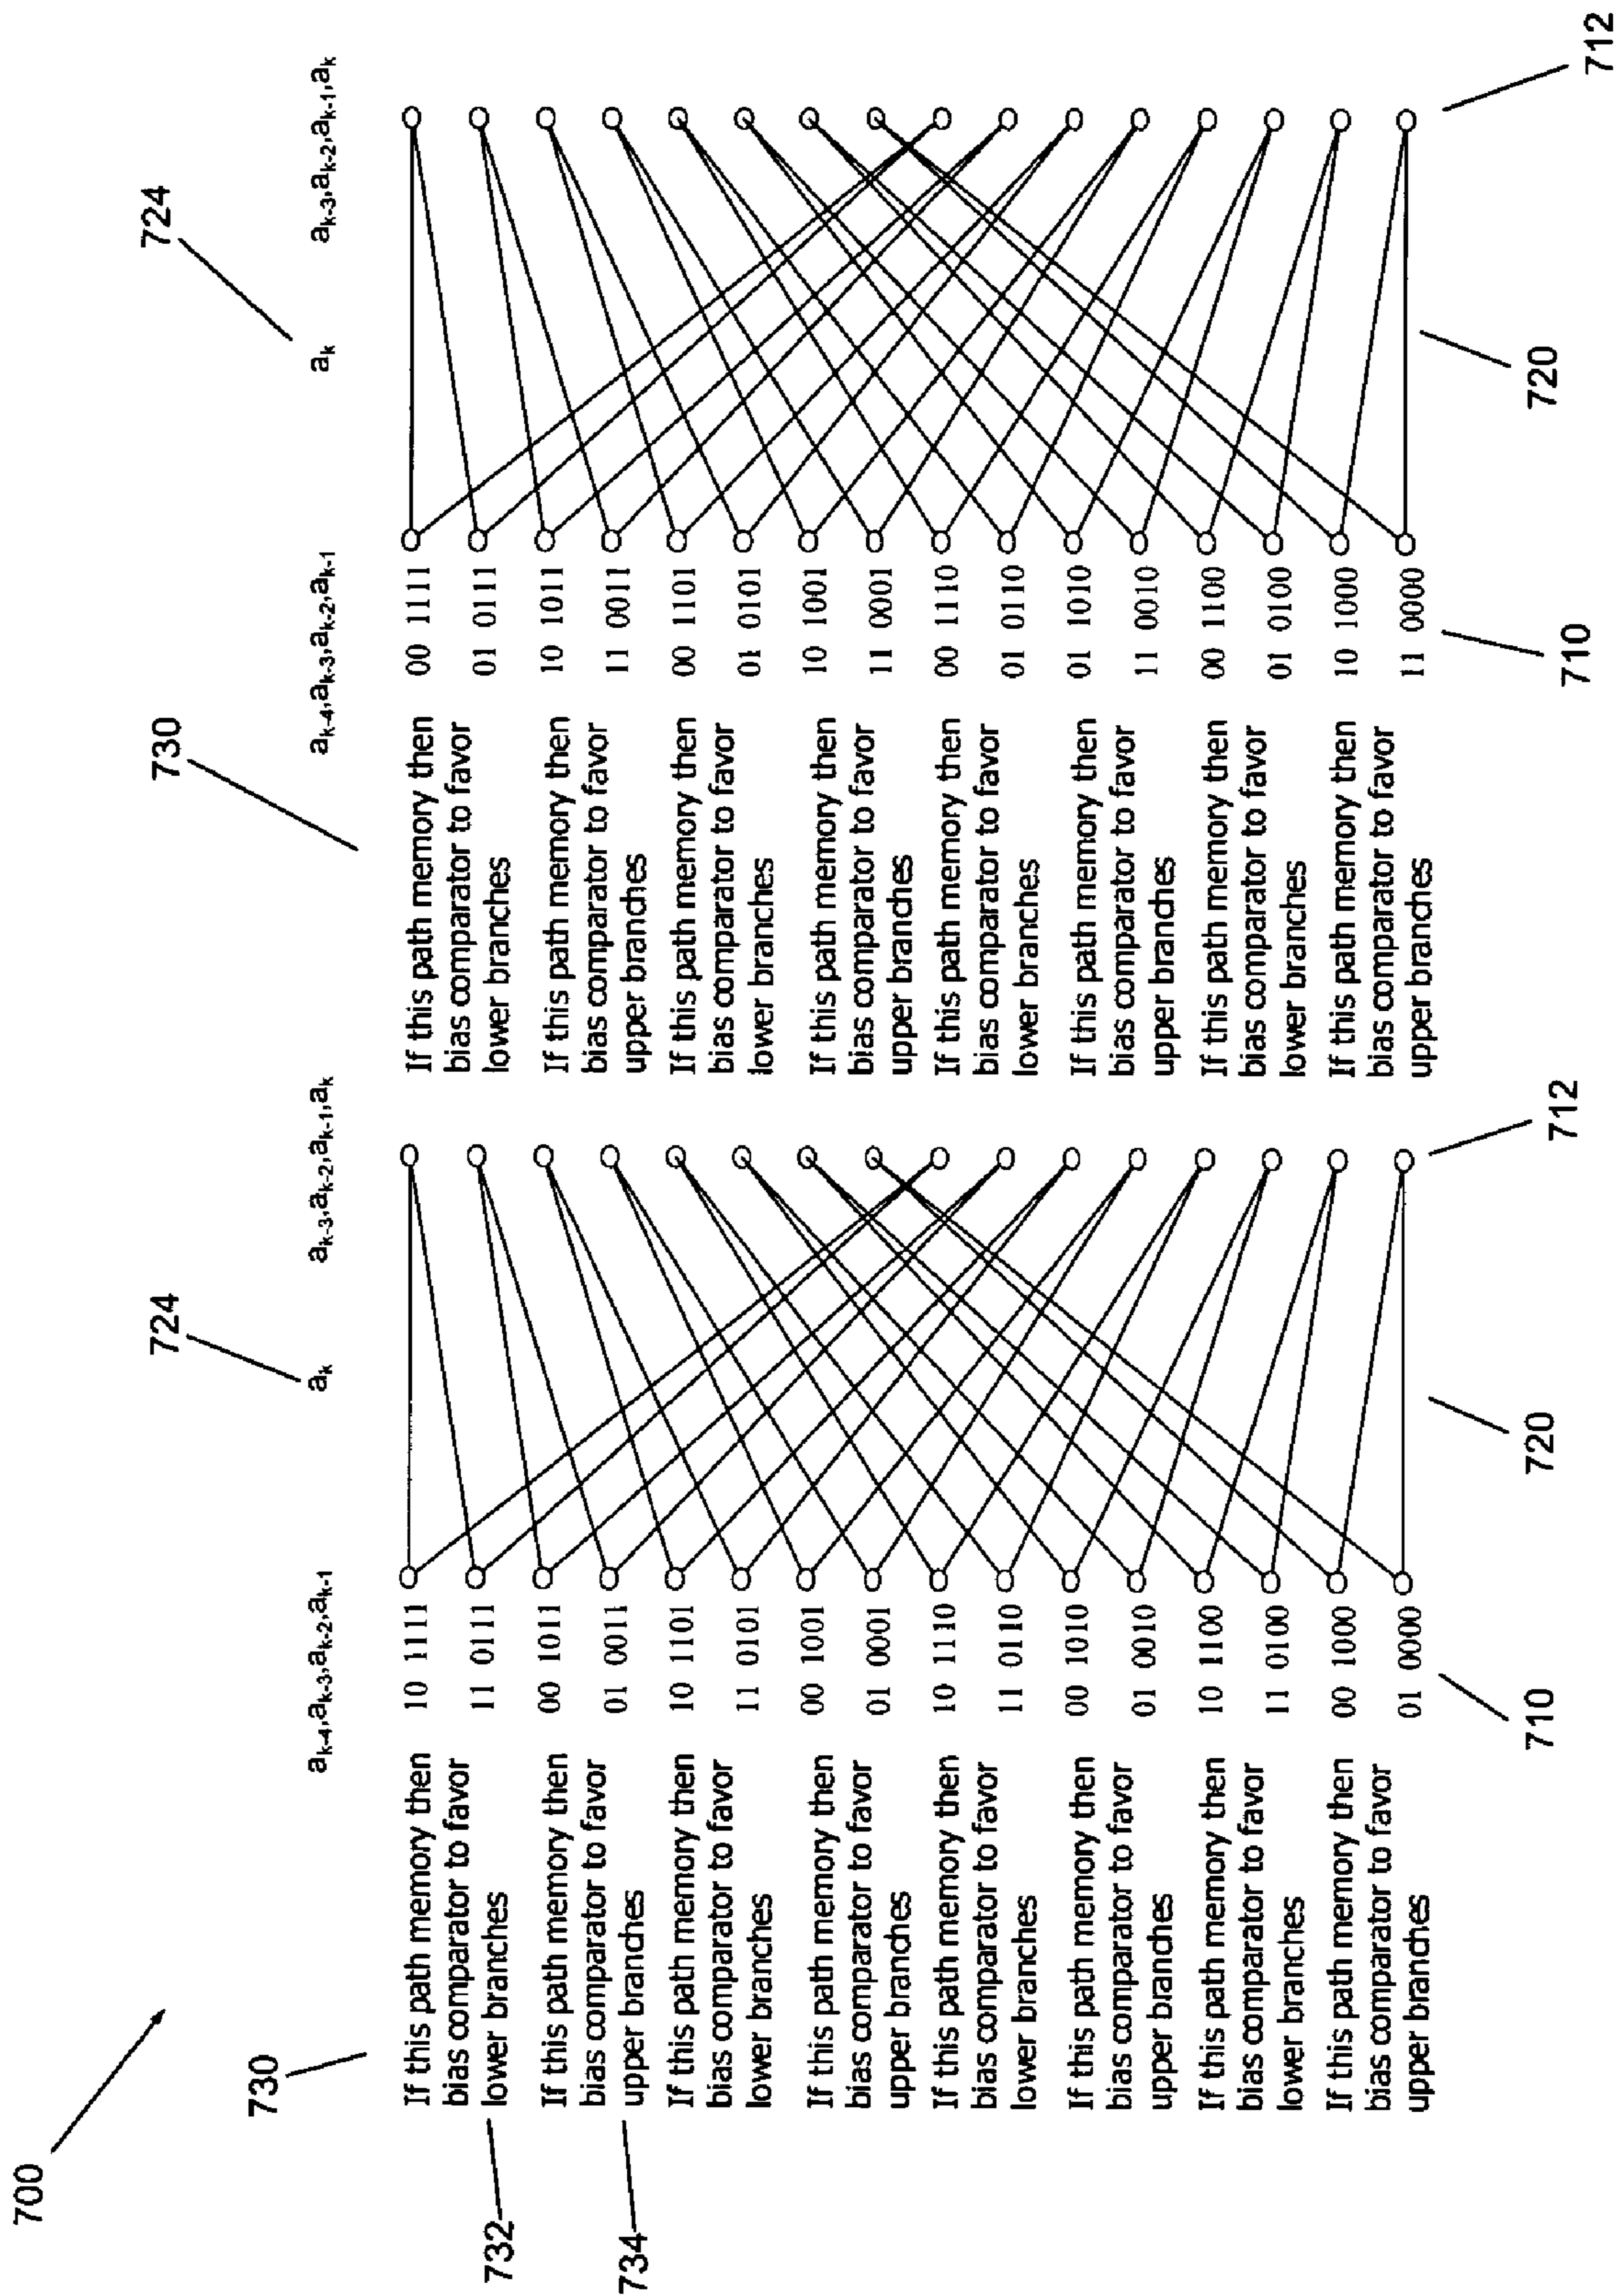 700
730
724
a_k-4,a_k-3,a_k-2,a_k-1
a_k
a_k-3,a_k-2,a_k-1,a_k
If this path memory then
bias comparator to favor
lower branches
732
If this path memory then
bias comparator to favor
upper branches
734
If this path memory then
bias comparator to favor
lower branches
If this path memory then
bias comparator to favor
upper branches
If this path memory then
bias comparator to favor
lower branches
If this path memory then
bias comparator to favor
upper branches
If this path memory then
bias comparator to favor
lower branches
If this path memory then
bias comparator to favor
upper branches
10 1111
11 0111
00 1011
01 0011
10 1101
11 0101
00 1001
01 0001
10 1110
11 0110
00 1010
01 0010
10 1100
11 0100
00 1000
01 0000
710
720
712
730
724
a_k-4,a_k-3,a_k-2,a_k-1
a_k
a_k-3,a_k-2,a_k-1,a_k
If this path memory then
bias comparator to favor
lower branches
If this path memory then
bias comparator to favor
upper branches
If this path memory then
bias comparator to favor
lower branches
If this path memory then
bias comparator to favor
upper branches
If this path memory then
bias comparator to favor
lower branches
If this path memory then
bias comparator to favor
upper branches
If this path memory then
bias comparator to favor
lower branches
If this path memory then
bias comparator to favor
upper branches
00 1111
01 0111
10 1011
11 0011
00 1101
01 0101
10 1001
11 0001
00 1110
01 0110
01 1010
11 0010
00 1100
01 0100
10 1000
11 0000
710
720
712